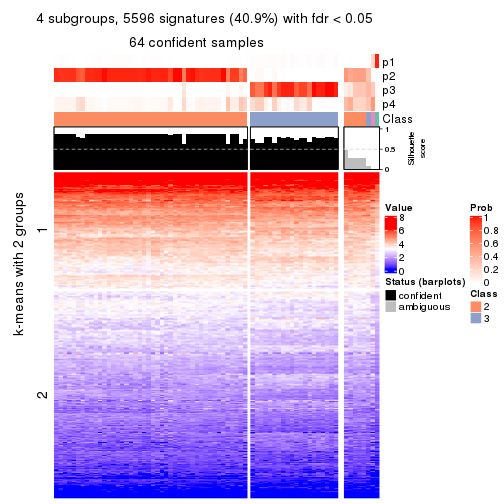 4 subgroups, 5596 signatures (40.9%) with fdr < 0.05
64 confident samples
p1
p2
p3
p4
Class
1
0.5
0
Silhouette
score
k-means with 2 groups
1
2
Value
8
6
4
2
0
Status (barplots)
confident
ambiguous
Prob
1
0.8
0.6
0.4
0.2
0
Class
2
3